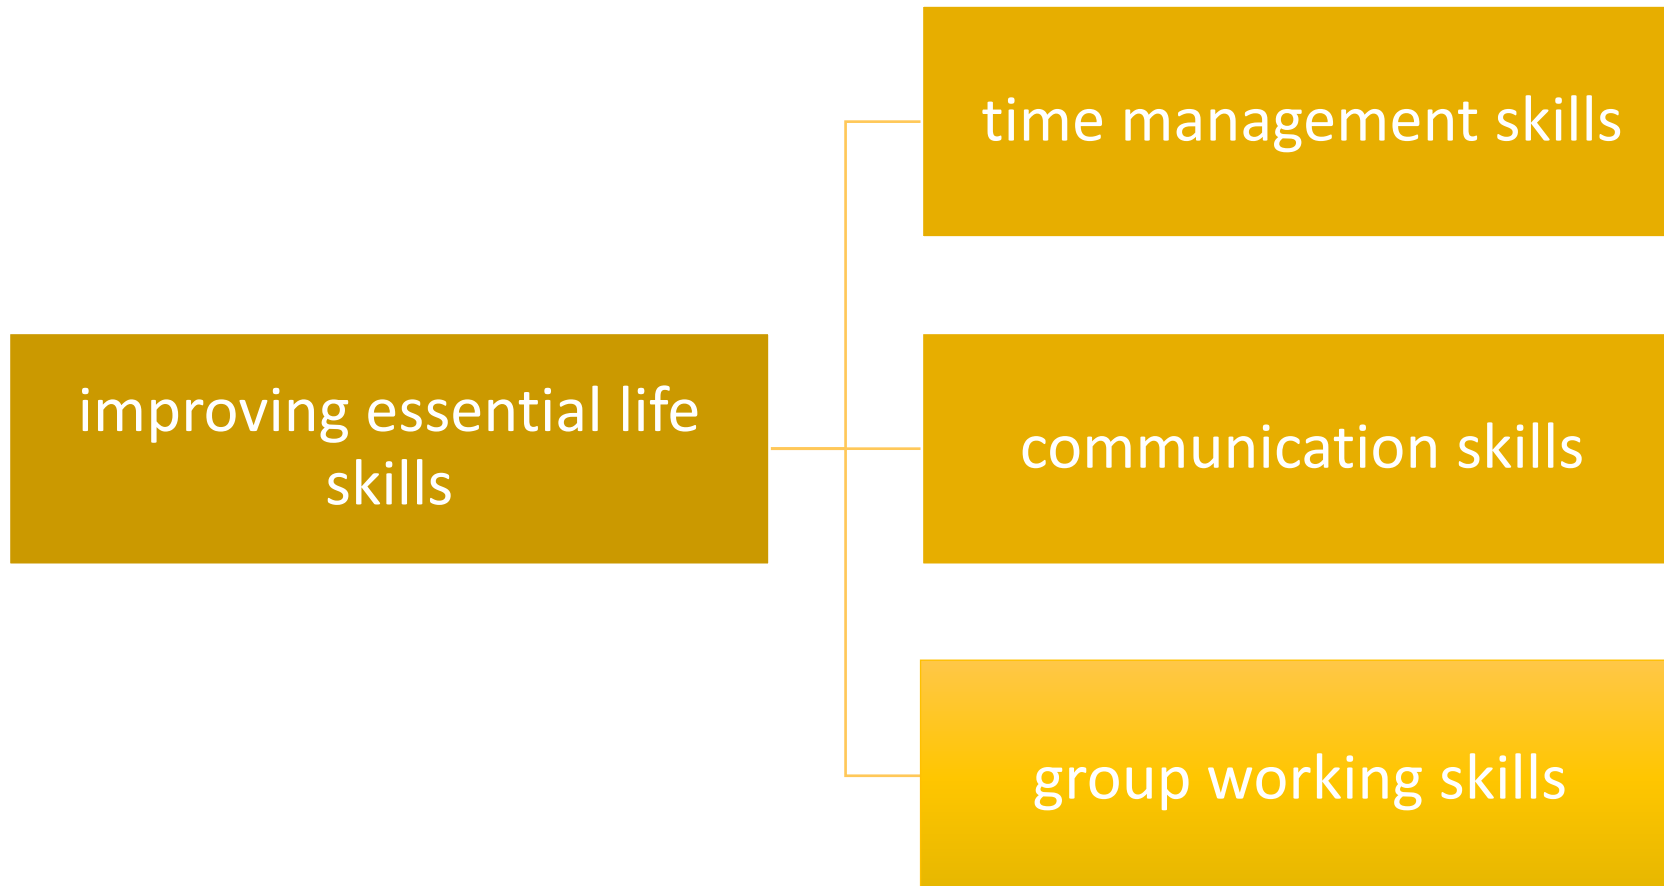 time management skills
improving essential life
skills
communication skills
group working skills